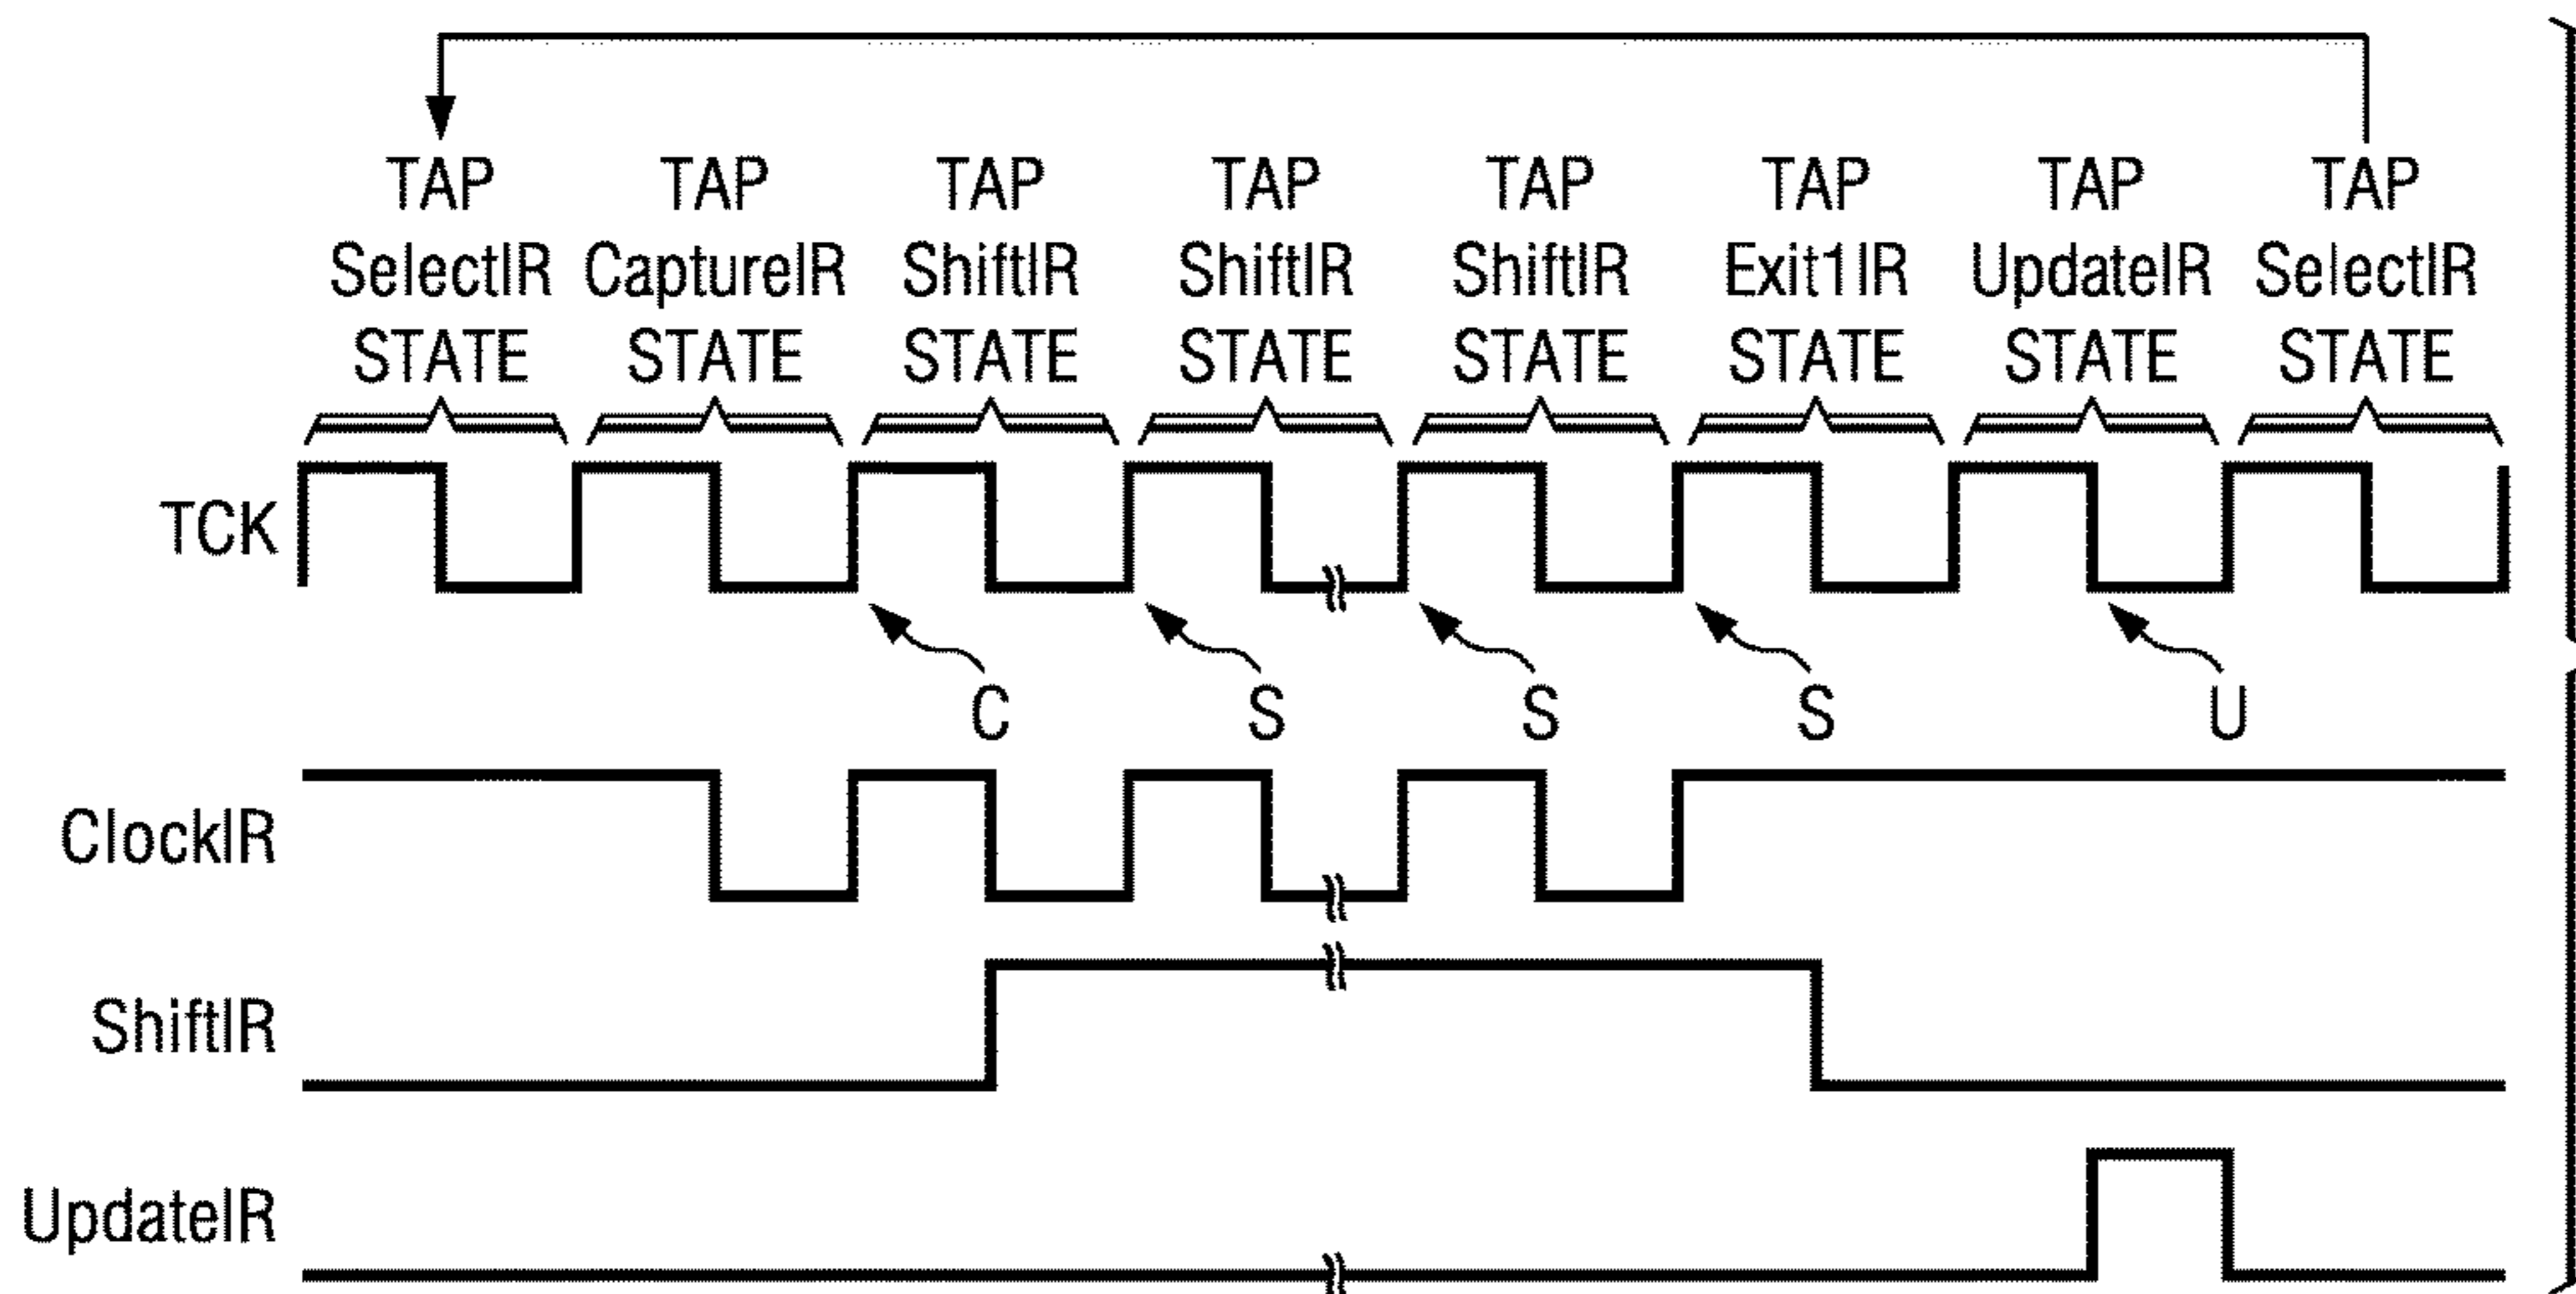 TAP TAP TAP TAP TAP TAP TAP TAP
SelectIR CaptureIR ShiftIR ShiftIR ShiftIR Exit1IR UpdateIR SelectIR
STATE STATE STATE STATE STATE STATE STATE STATE
TCK
C S S S U
ClockIR
ShiftIR
UpdateIR